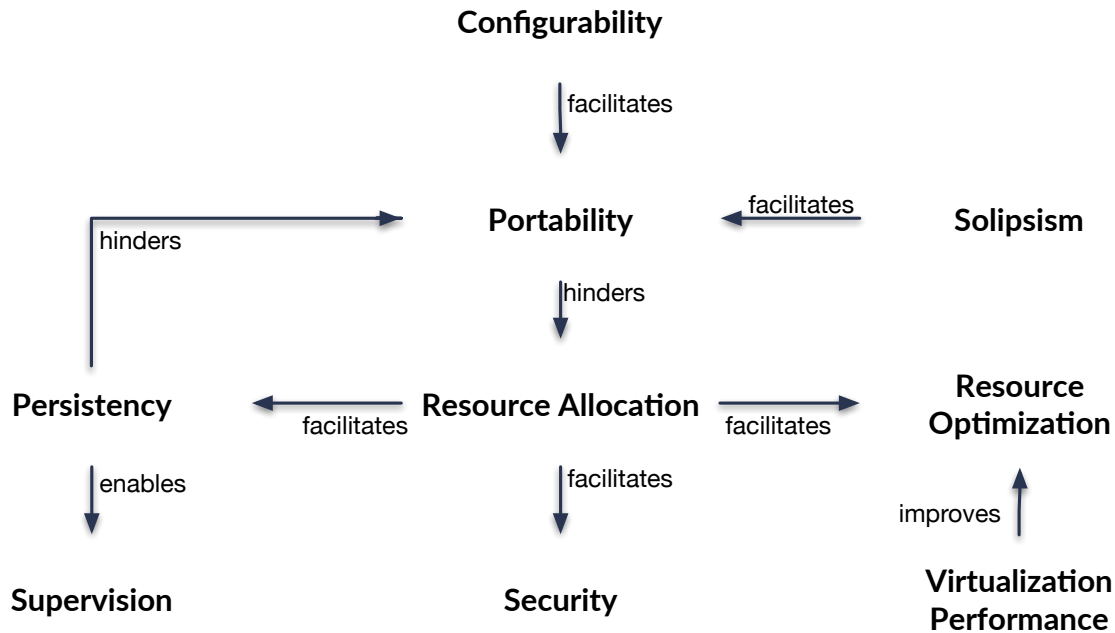 Configurability
facilitates
facilitates
hinders
Portability
Solipsism
hinders
Persistency
Resource Allocation
Resource
Optimization
facilitates
facilitates
enables
facilitates
improves
Supervision
Security
Virtualization
Performance